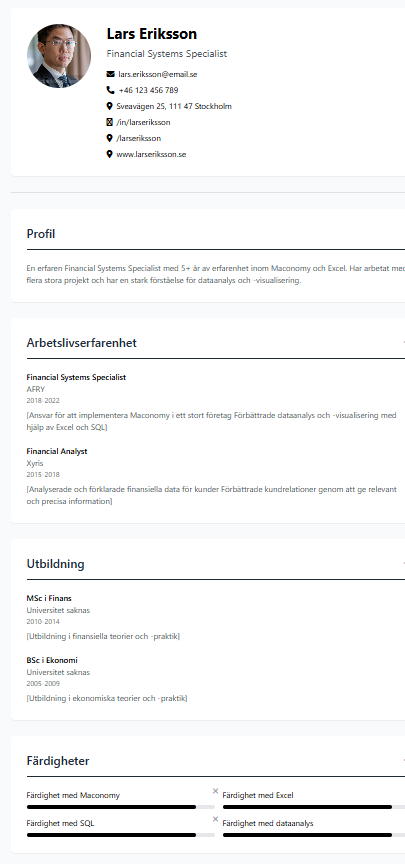 Lars Eriksson
Financial Systems Specialist
lars.eriksson@email.se
+46 123 456 789
Sveavägen 25, 111 47 Stockholm
/in/larseriksson
/larseriksson
www.larseriksson.se
Profil
En erfaren Financial Systems Specialist med 5+ år av erfarenhet inom Maconomy och Excel. Har arbetat med
flera stora projekt och har en stark förståelse för dataanalys och -visualisering.
Arbetslivserfarenhet
Financial Systems Specialist
AFRY
2018-2022
[Ansvar för att implementera Maconomy i ett stort företag Förbättrade dataanalys och -visualisering med
hjälp av Excel och SQL]
Financial Analyst
Xyris
2015-2018
[Analyserade och förklarade finansiella data för kunder Förbättrade kundrelationer genom att ge relevant
och precisa information]
Utbildning
MSc i Finans
Universitet saknas
2010-2014
[Utbildning i finansiella teorier och -praktik]
BSc i Ekonomi
Universitet saknas
2005-2009
[Utbildning i ekonomiska teorier och -praktik]
Färdigheter
Färdighet med Maconomy
Färdighet med Excel
Färdighet med SQL
Färdighet med dataanalys